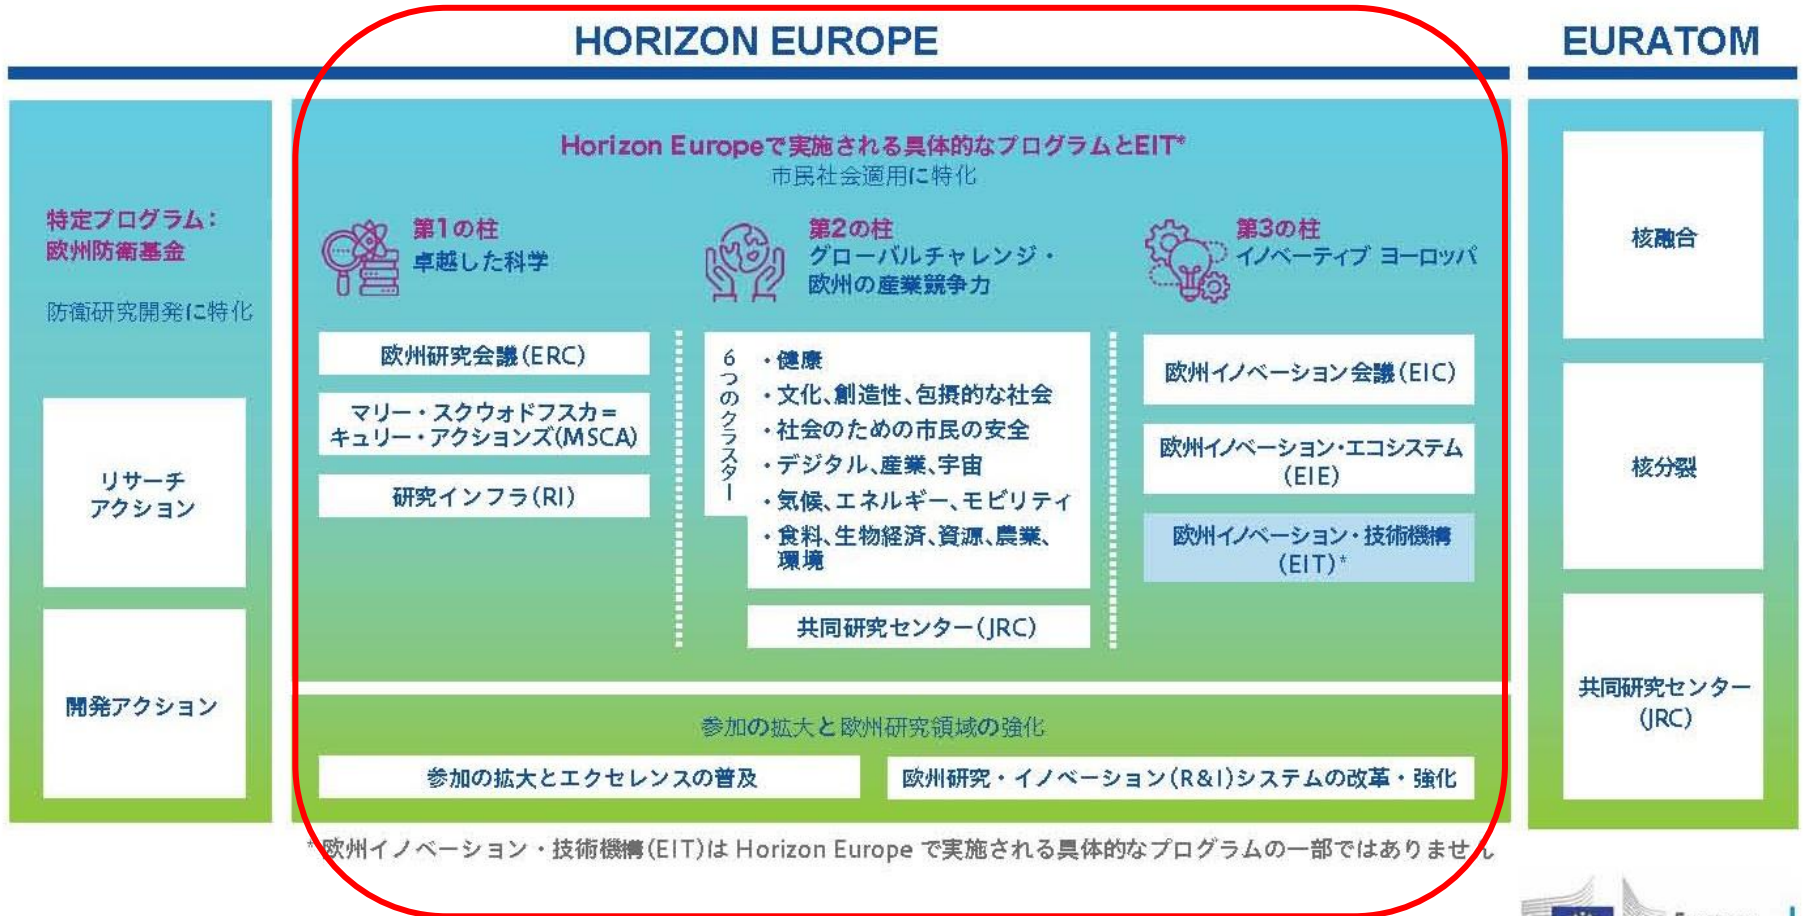 HORIZON EUROPE
EURATOM
特定プログラム：
欧州防衛基金
防衛研究開発に特化
リサーチ
アクション
開発アクション
Horizon Europeで実施される具体的なプログラムとEIT*
市民社会適用に特化
第1の柱
卓越した科学
欧州研究会議(ERC)
マリー・スクウォドフスカ=
キュリー・アクションズ(MSCA)
研究インフラ(RI)
第2の柱
グローバルチャレンジ・
欧州の産業競争力
6つのクラスター
・健康
・文化、創造性、包摂的な社会
・社会のための市民の安全
・デジタル、産業、宇宙
・気候、エネルギー、モビリティ
・食料、生物経済、資源、農業、
環境
共同研究センター(JRC)
第3の柱
イノベーティブ ヨーロッパ
欧州イノベーション会議(EIC)
欧州イノベーション・エコシステム
(EIE)
欧州イノベーション・技術機構
(EIT)*
参加の拡大と欧州研究領域の強化
参加の拡大とエクセレンスの普及
欧州研究・イノベーション(R&I)システムの改革・強化
核融合
核分裂
共同研究センター
(JRC)
* 欧州イノベーション・技術機構(EIT)は Horizon Europe で実施される具体的なプログラムの一部ではありません